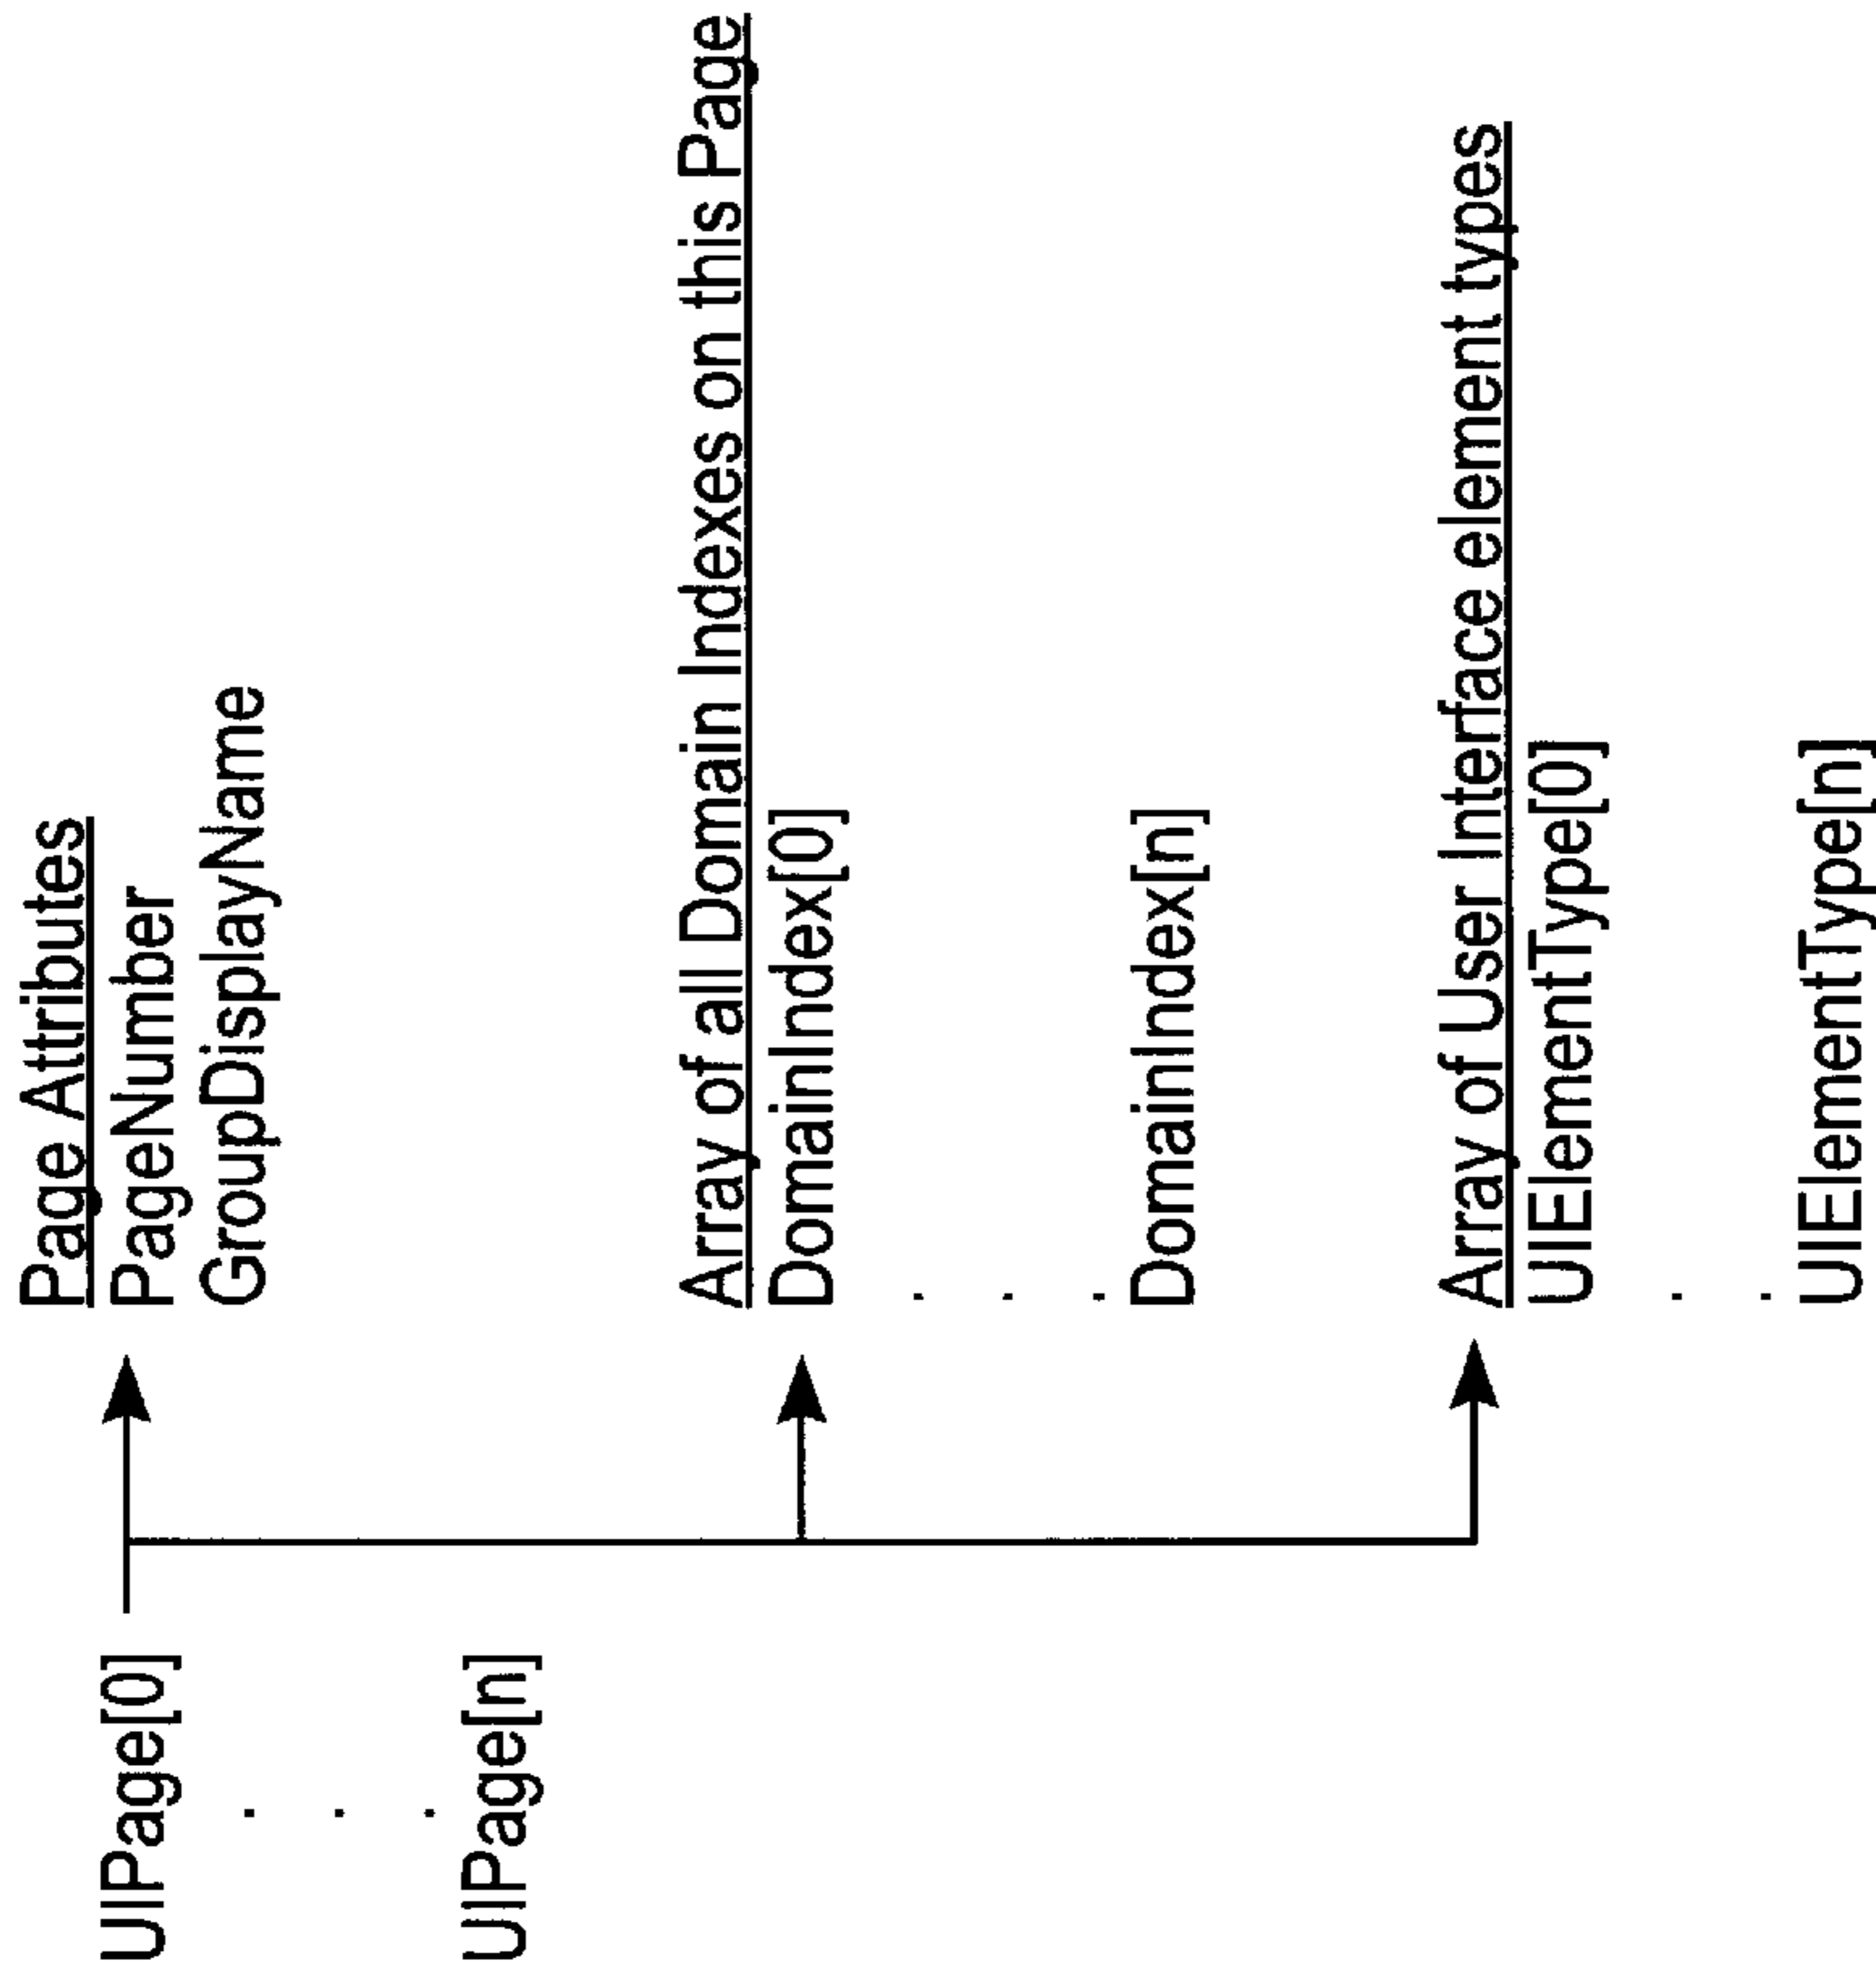 UIPage[0]
.
.
.
UIPage[n]
Page Attributes
PageNumber
GroupDisplayName
Array of all Domain Indexes on this Page
DomainIndex[0]
.
.
.
DomainIndex[n]
Array of User Interface element types
UIElementType[0]
.
.
UIElementType[n]